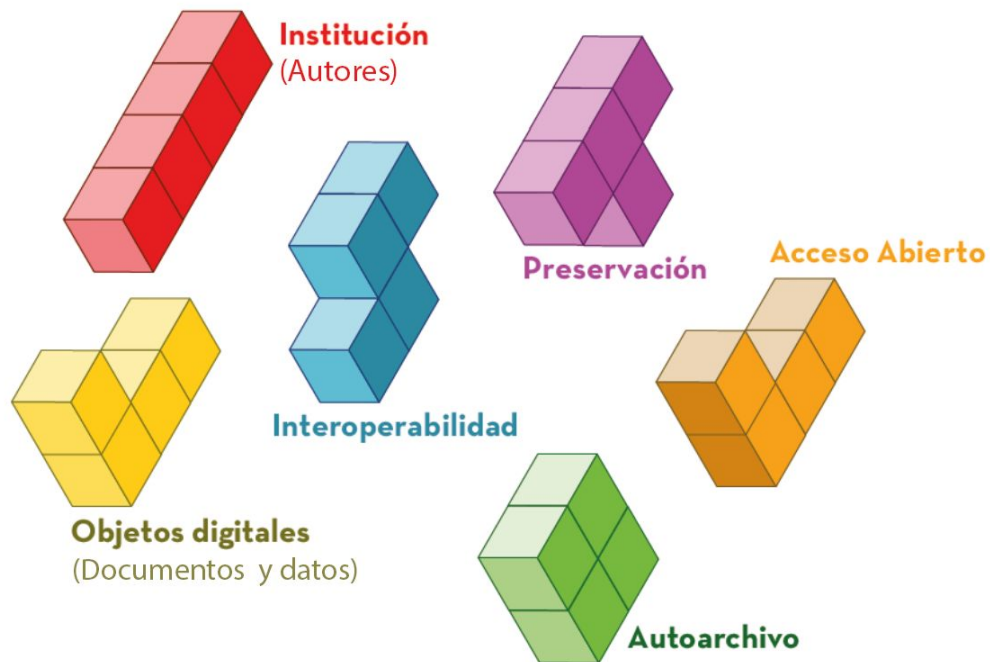 Institución
(Autores)
Preservación
Acceso Abierto
Interoperabilidad
Objetos digitales
(Documentos y datos)
Autoarchivo